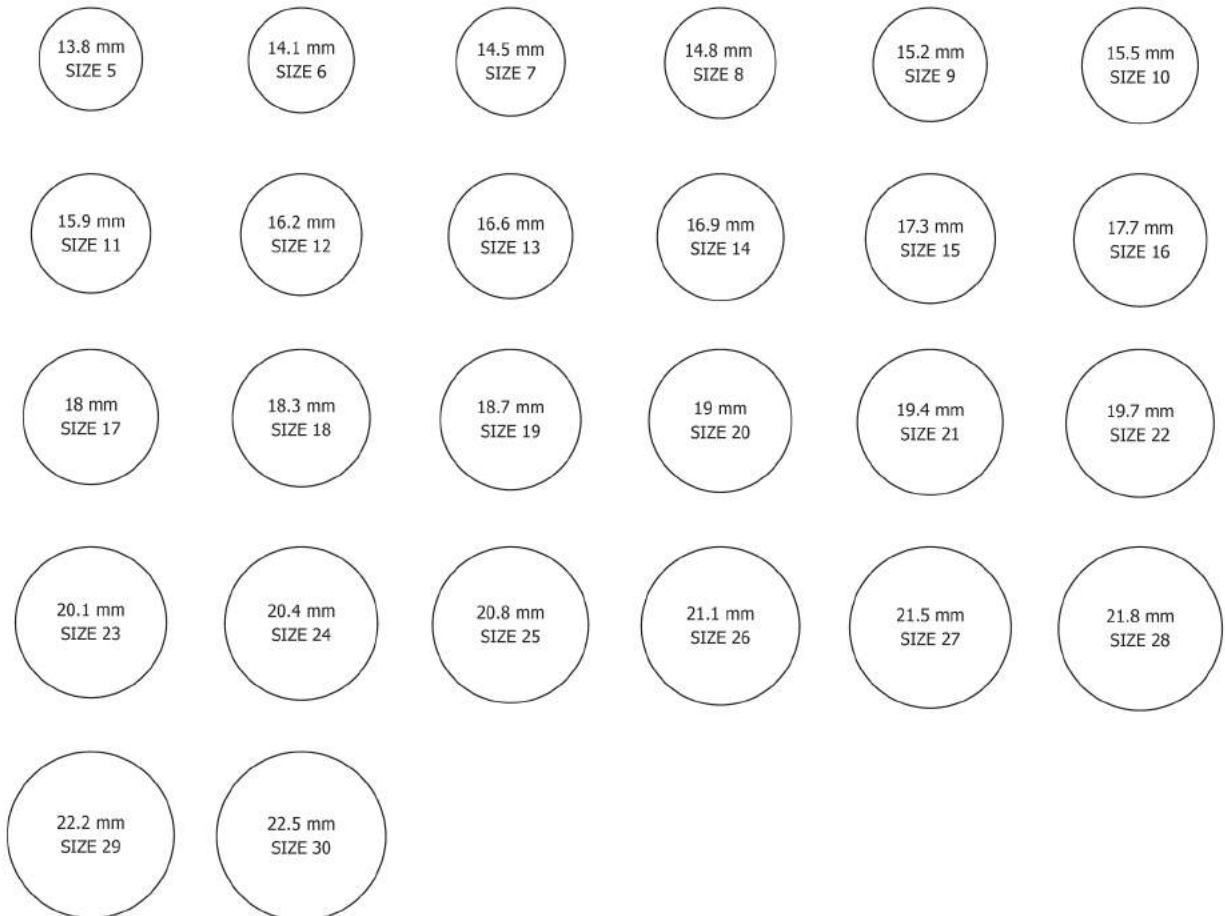 13.8 mm
SIZE 5
14.1 mm
SIZE 6
14.5 mm
SIZE 7
14.8 mm
SIZE 8
15.2 mm
SIZE 9
15.5 mm
SIZE 10
15.9 mm
SIZE 11
16.2 mm
SIZE 12
16.6 mm
SIZE 13
16.9 mm
SIZE 14
17.3 mm
SIZE 15
17.7 mm
SIZE 16
18 mm
SIZE 17
18.3 mm
SIZE 18
18.7 mm
SIZE 19
19 mm
SIZE 20
19.4 mm
SIZE 21
19.7 mm
SIZE 22
20.1 mm
SIZE 23
20.4 mm
SIZE 24
20.8 mm
SIZE 25
21.1 mm
SIZE 26
21.5 mm
SIZE 27
21.8 mm
SIZE 28
22.2 mm
SIZE 29
22.5 mm
SIZE 30